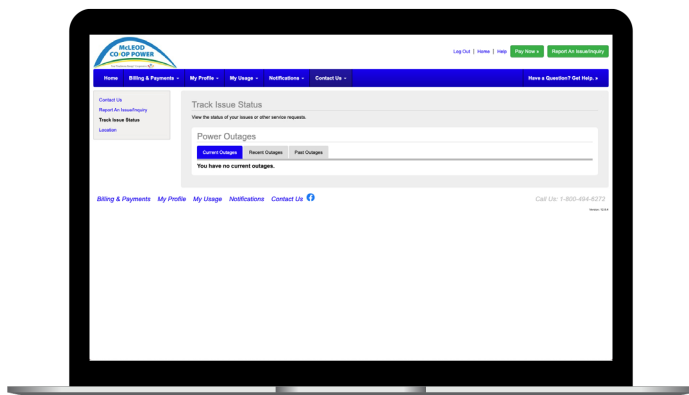 McLEOD
CO-OP POWER
Log Out | Home | Help Pay Now » Report An Issue/Inquiry
Home Billing & Payments My Profile My Usage Notifications Contact Us Have a Question? Get Help. »
Contact Us
Report An Issue/Inquiry
Track Issue Status
Location
Track Issue Status
View the status of your issues or other service requests.
Power Outages
Current Outages Recent Outages Past Outages
You have no current outages.
Billing & Payments My Profile My Usage Notifications Contact Us
Call Us: 1-800-494-6272